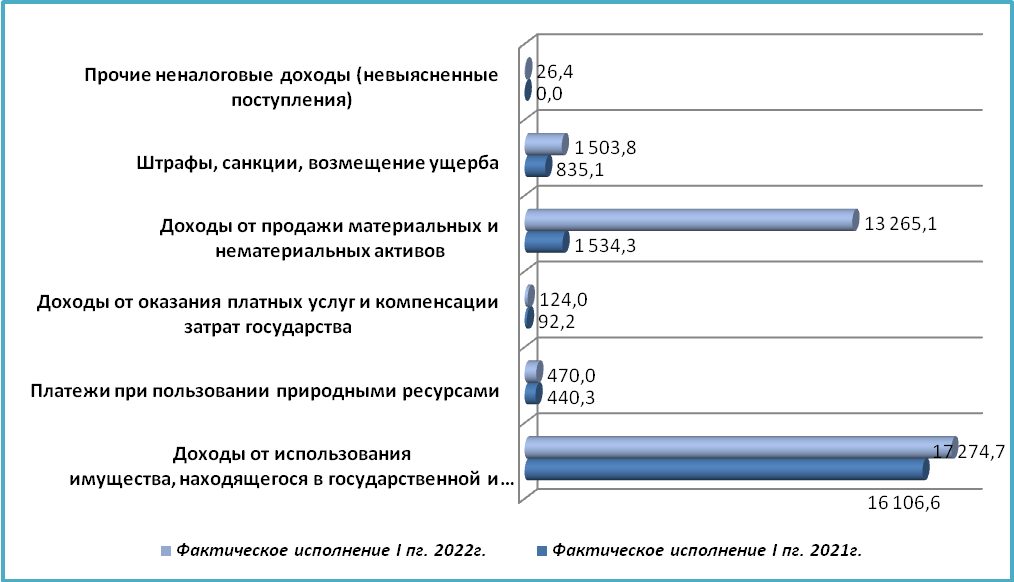 Прочие неналоговые доходы (невыясненные
поступления)
26,4
0,0
Штрафы, санкции, возмещение ущерба
1 503,8
835,1
Доходы от продажи материальных и
нематериальных активов
13 265,1
1 534,3
Доходы от оказания платных услуг и компенсации
затрат государства
124,0
92,2
Платежи при пользовании природными ресурсами
470,0
440,3
Доходы от использования
имущества, находящегося в государственной и...
17 274,7
16 106,6
Фактическое исполнение I пг. 2022г.
Фактическое исполнение I пг. 2021г.